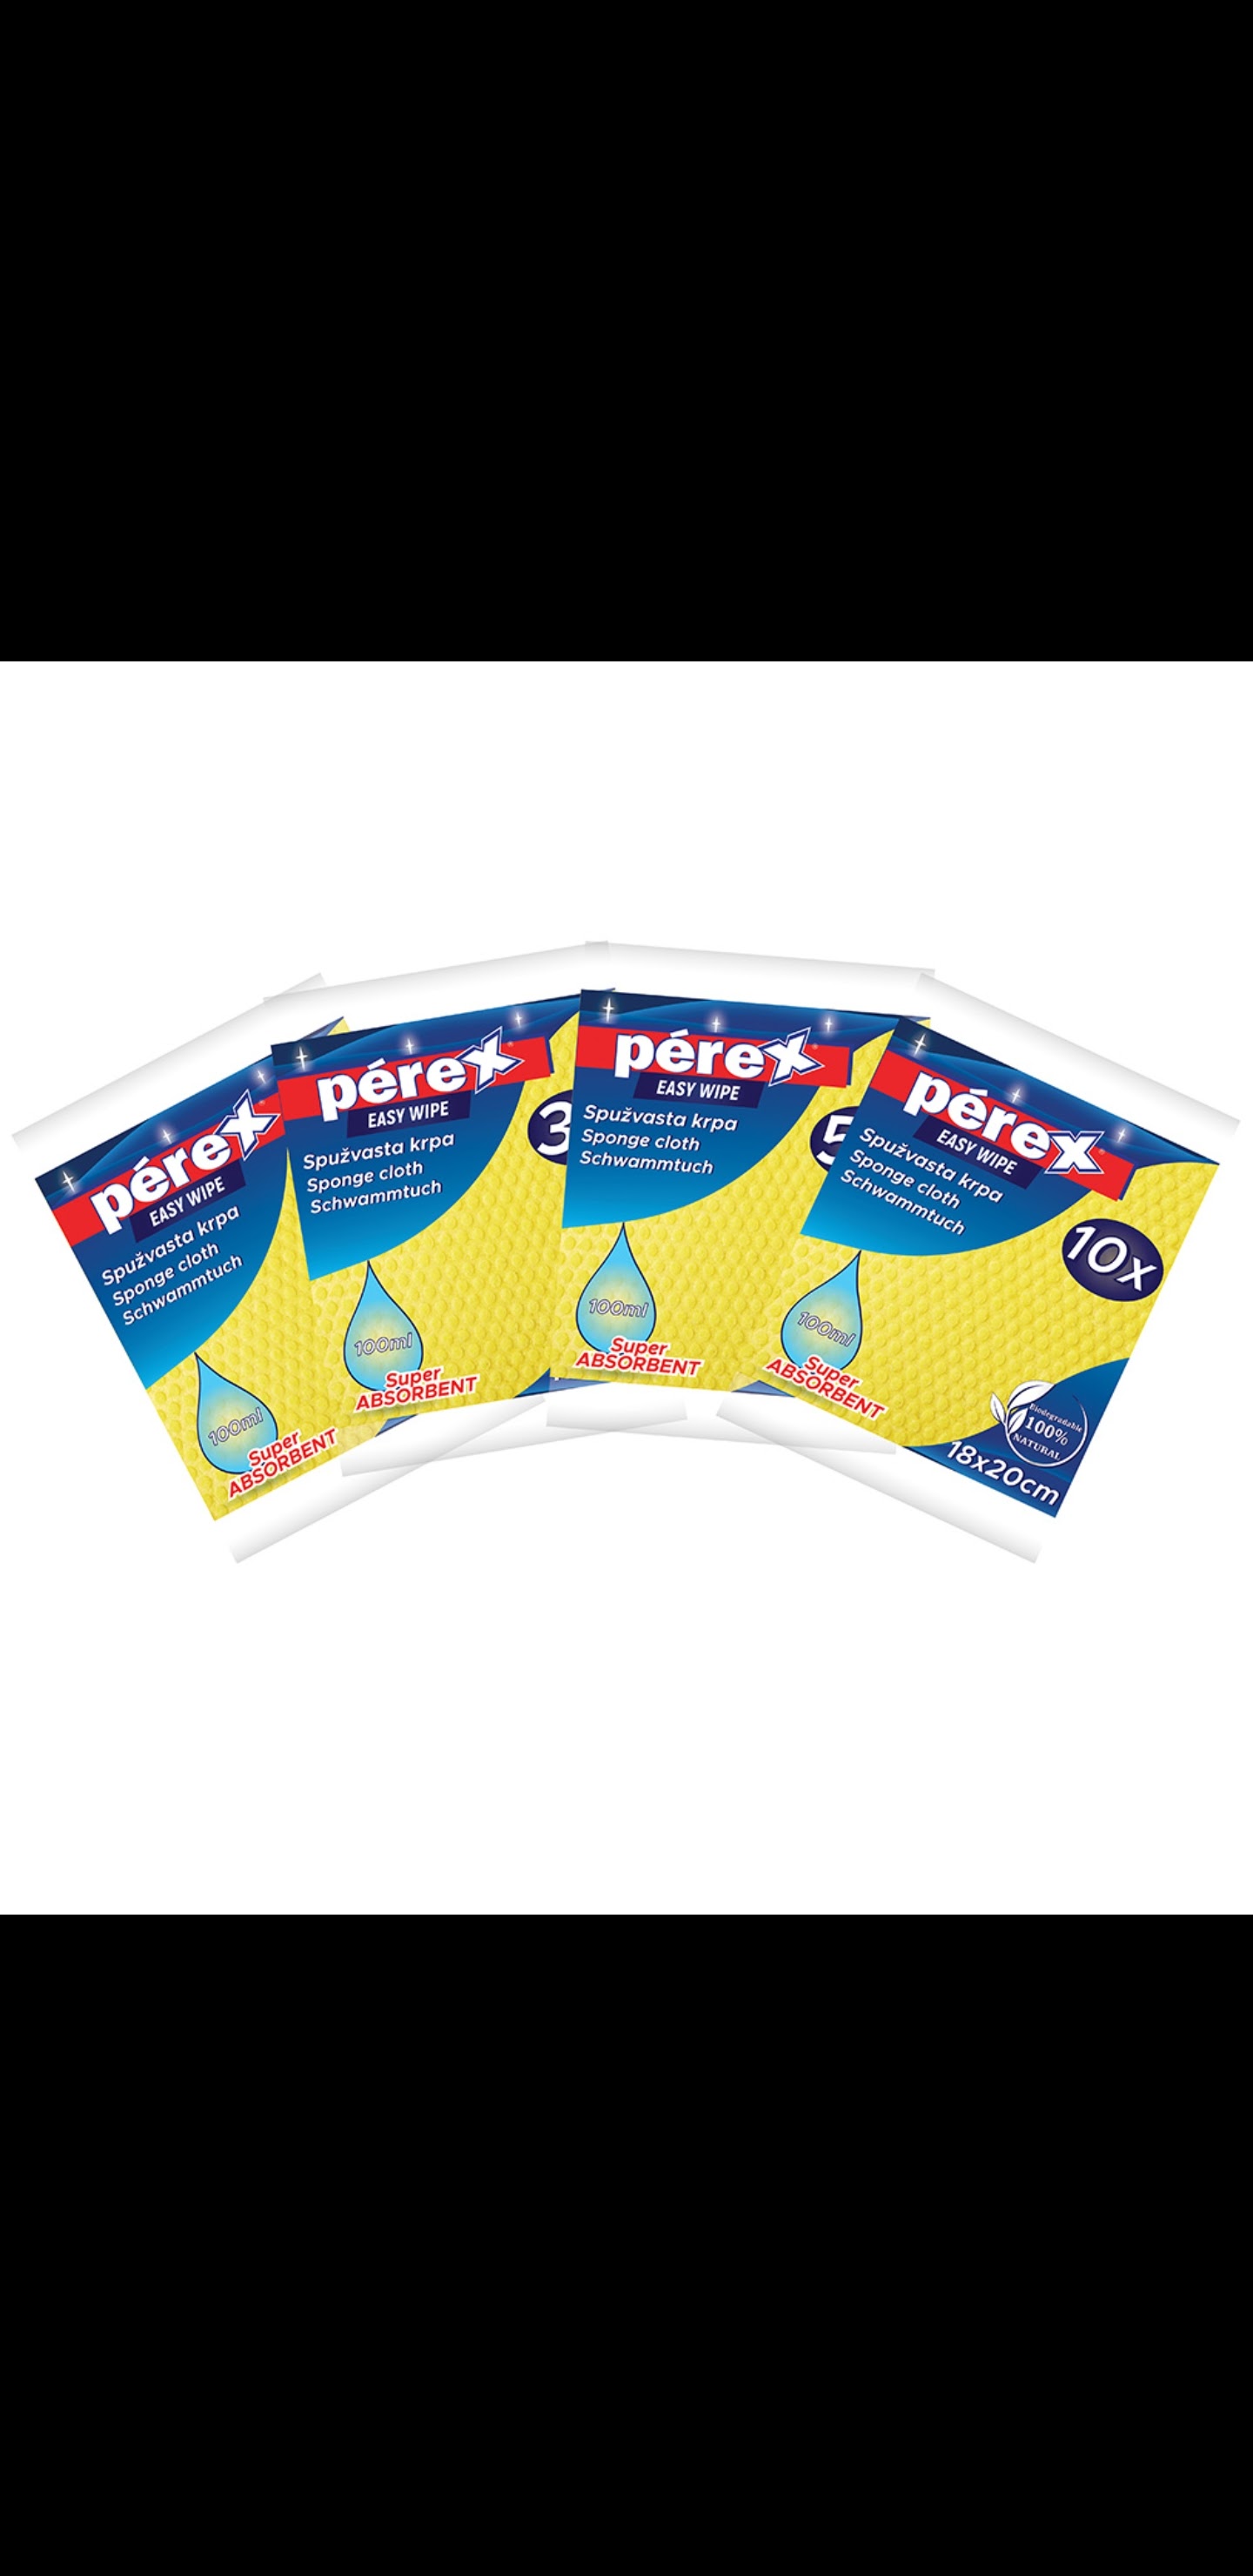 pérex
EASY WIPE
Spužvasta krpa
Sponge cloth
Schwammtuch
100ml
Super
ABSORBENT
pérex
EASY WIPE
Spužvasta krpa
Sponge cloth
Schwammtuch
3
100ml
Super
ABSORBENT
pérex
EASY WIPE
Spužvasta krpa
Sponge cloth
Schwammtuch
5
100ml
Super
ABSORBENT
pérex
EASY WIPE
Spužvasta krpa
Sponge cloth
Schwammtuch
10x
100ml
Super
ABSORBENT
Biodegradable
100%
NATURAL
18x20cm